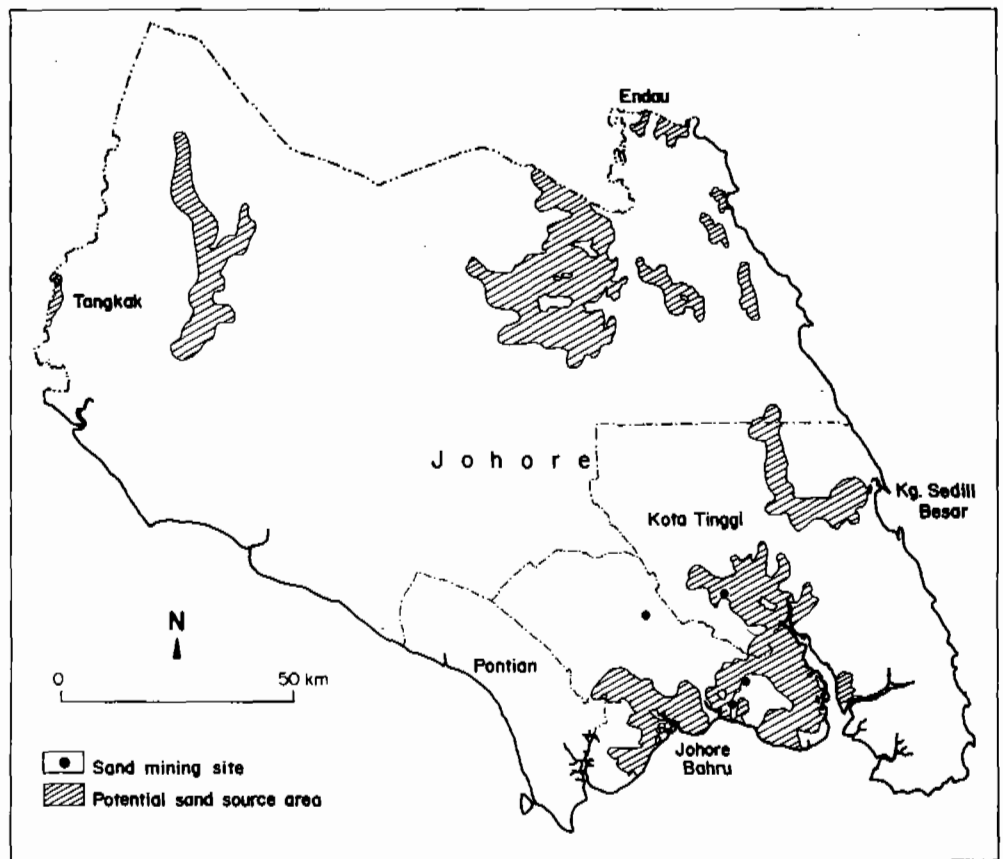 Endau
Tangkak
Johore
Kg. Sedili
Besar
Kota Tinggi
N
0 50 km
Pontian
Johore
Bahru
Sand mining site
Potential sand source area